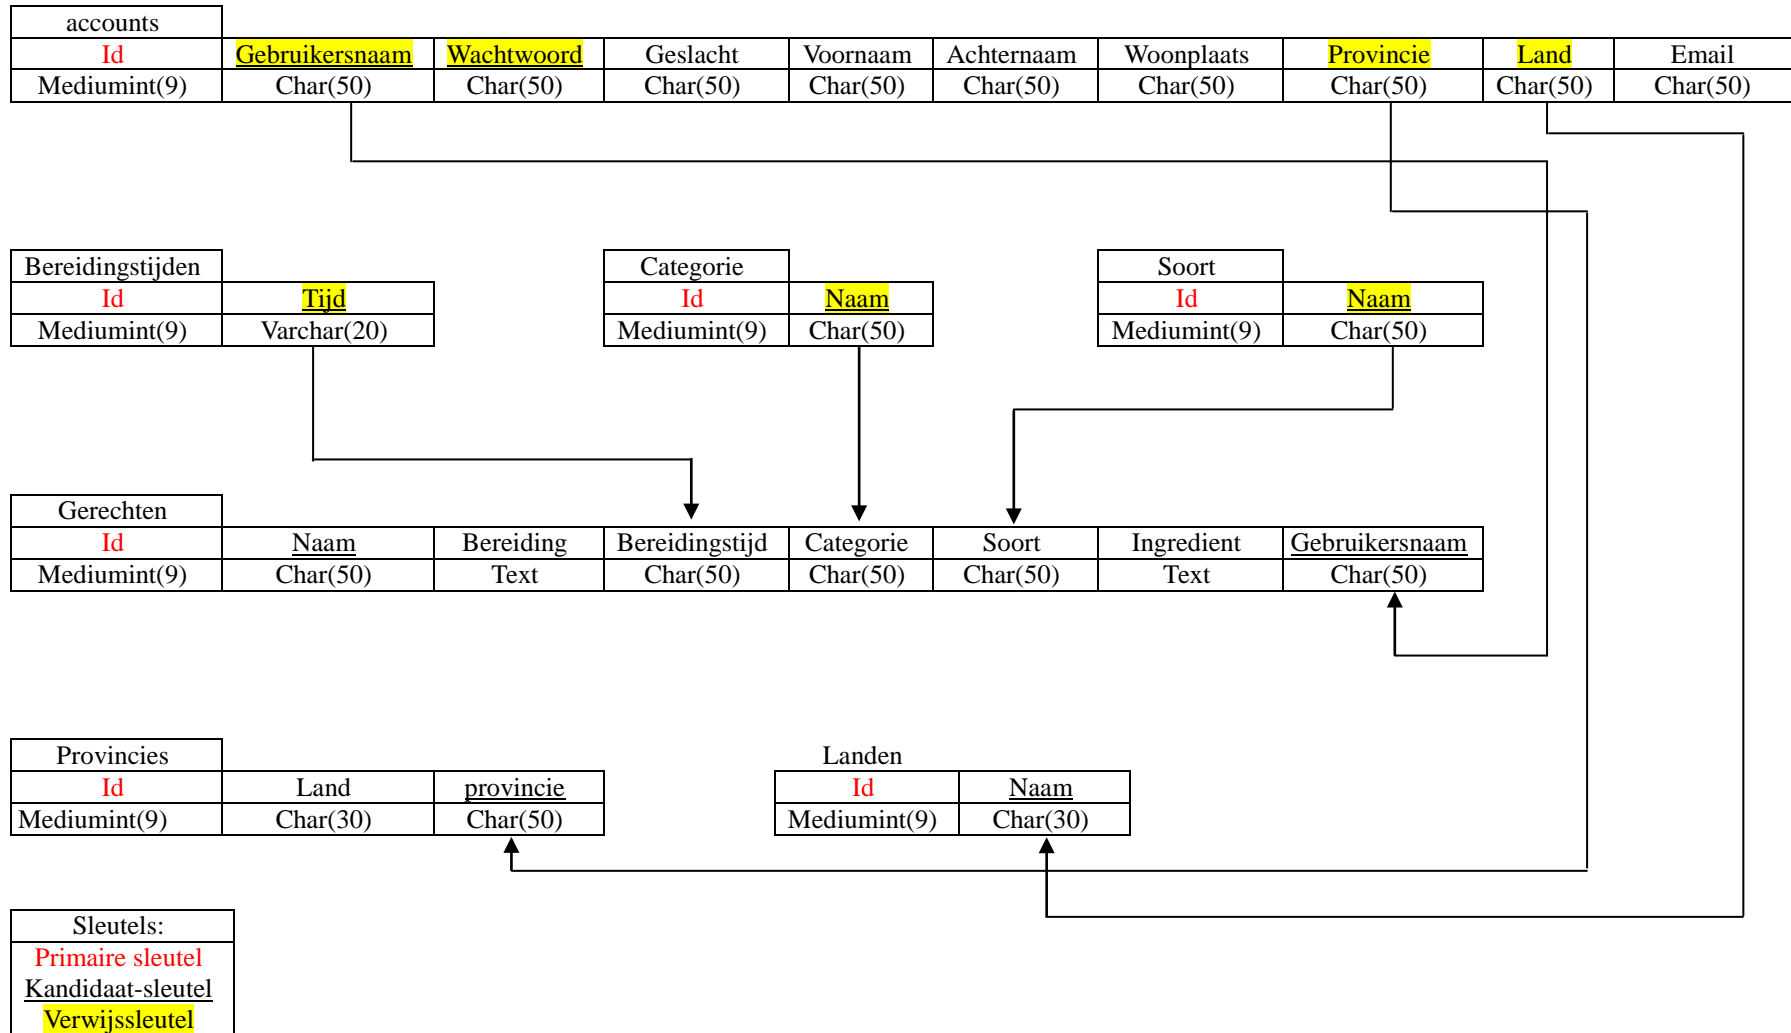 accounts
Id Gebruikersnaam Wachtwoord Geslacht Voornaam Achternaam Woonplaats Provincie Land Email
Mediumint(9) Char(50) Char(50) Char(50) Char(50) Char(50) Char(50) Char(50) Char(50) Char(50)
Bereidingstijden Categorie Soort
Id Tijd Id Naam Id Naam
Mediumint(9) Varchar(20) Mediumint(9) Char(50) Mediumint(9) Char(50)
Gerechten
Id Naam Bereiding Bereidingstijd Categorie Soort Ingredient Gebruikersnaam
Mediumint(9) Char(50) Text Char(50) Char(50) Char(50) Text Char(50)
Provincies Landen
Id Land provincie Id Naam
Mediumint(9) Char(30) Char(50) Mediumint(9) Char(30)
Sleutels:
Primaire sleutel
Kandidaat-sleutel
Verwijssleutel